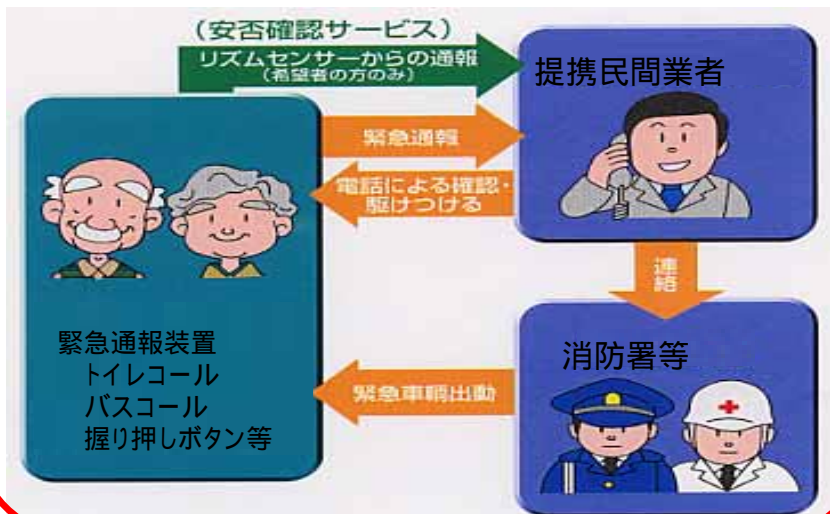 (安否確認サービス)
リズムセンサーからの通報
(希望者の方のみ)
提携民間業者
緊急通報
電話による確認・
駆けつける
連絡
緊急通報装置
トイレコール
バスコール
握り押しボタン等
消防署等
緊急車輌出動